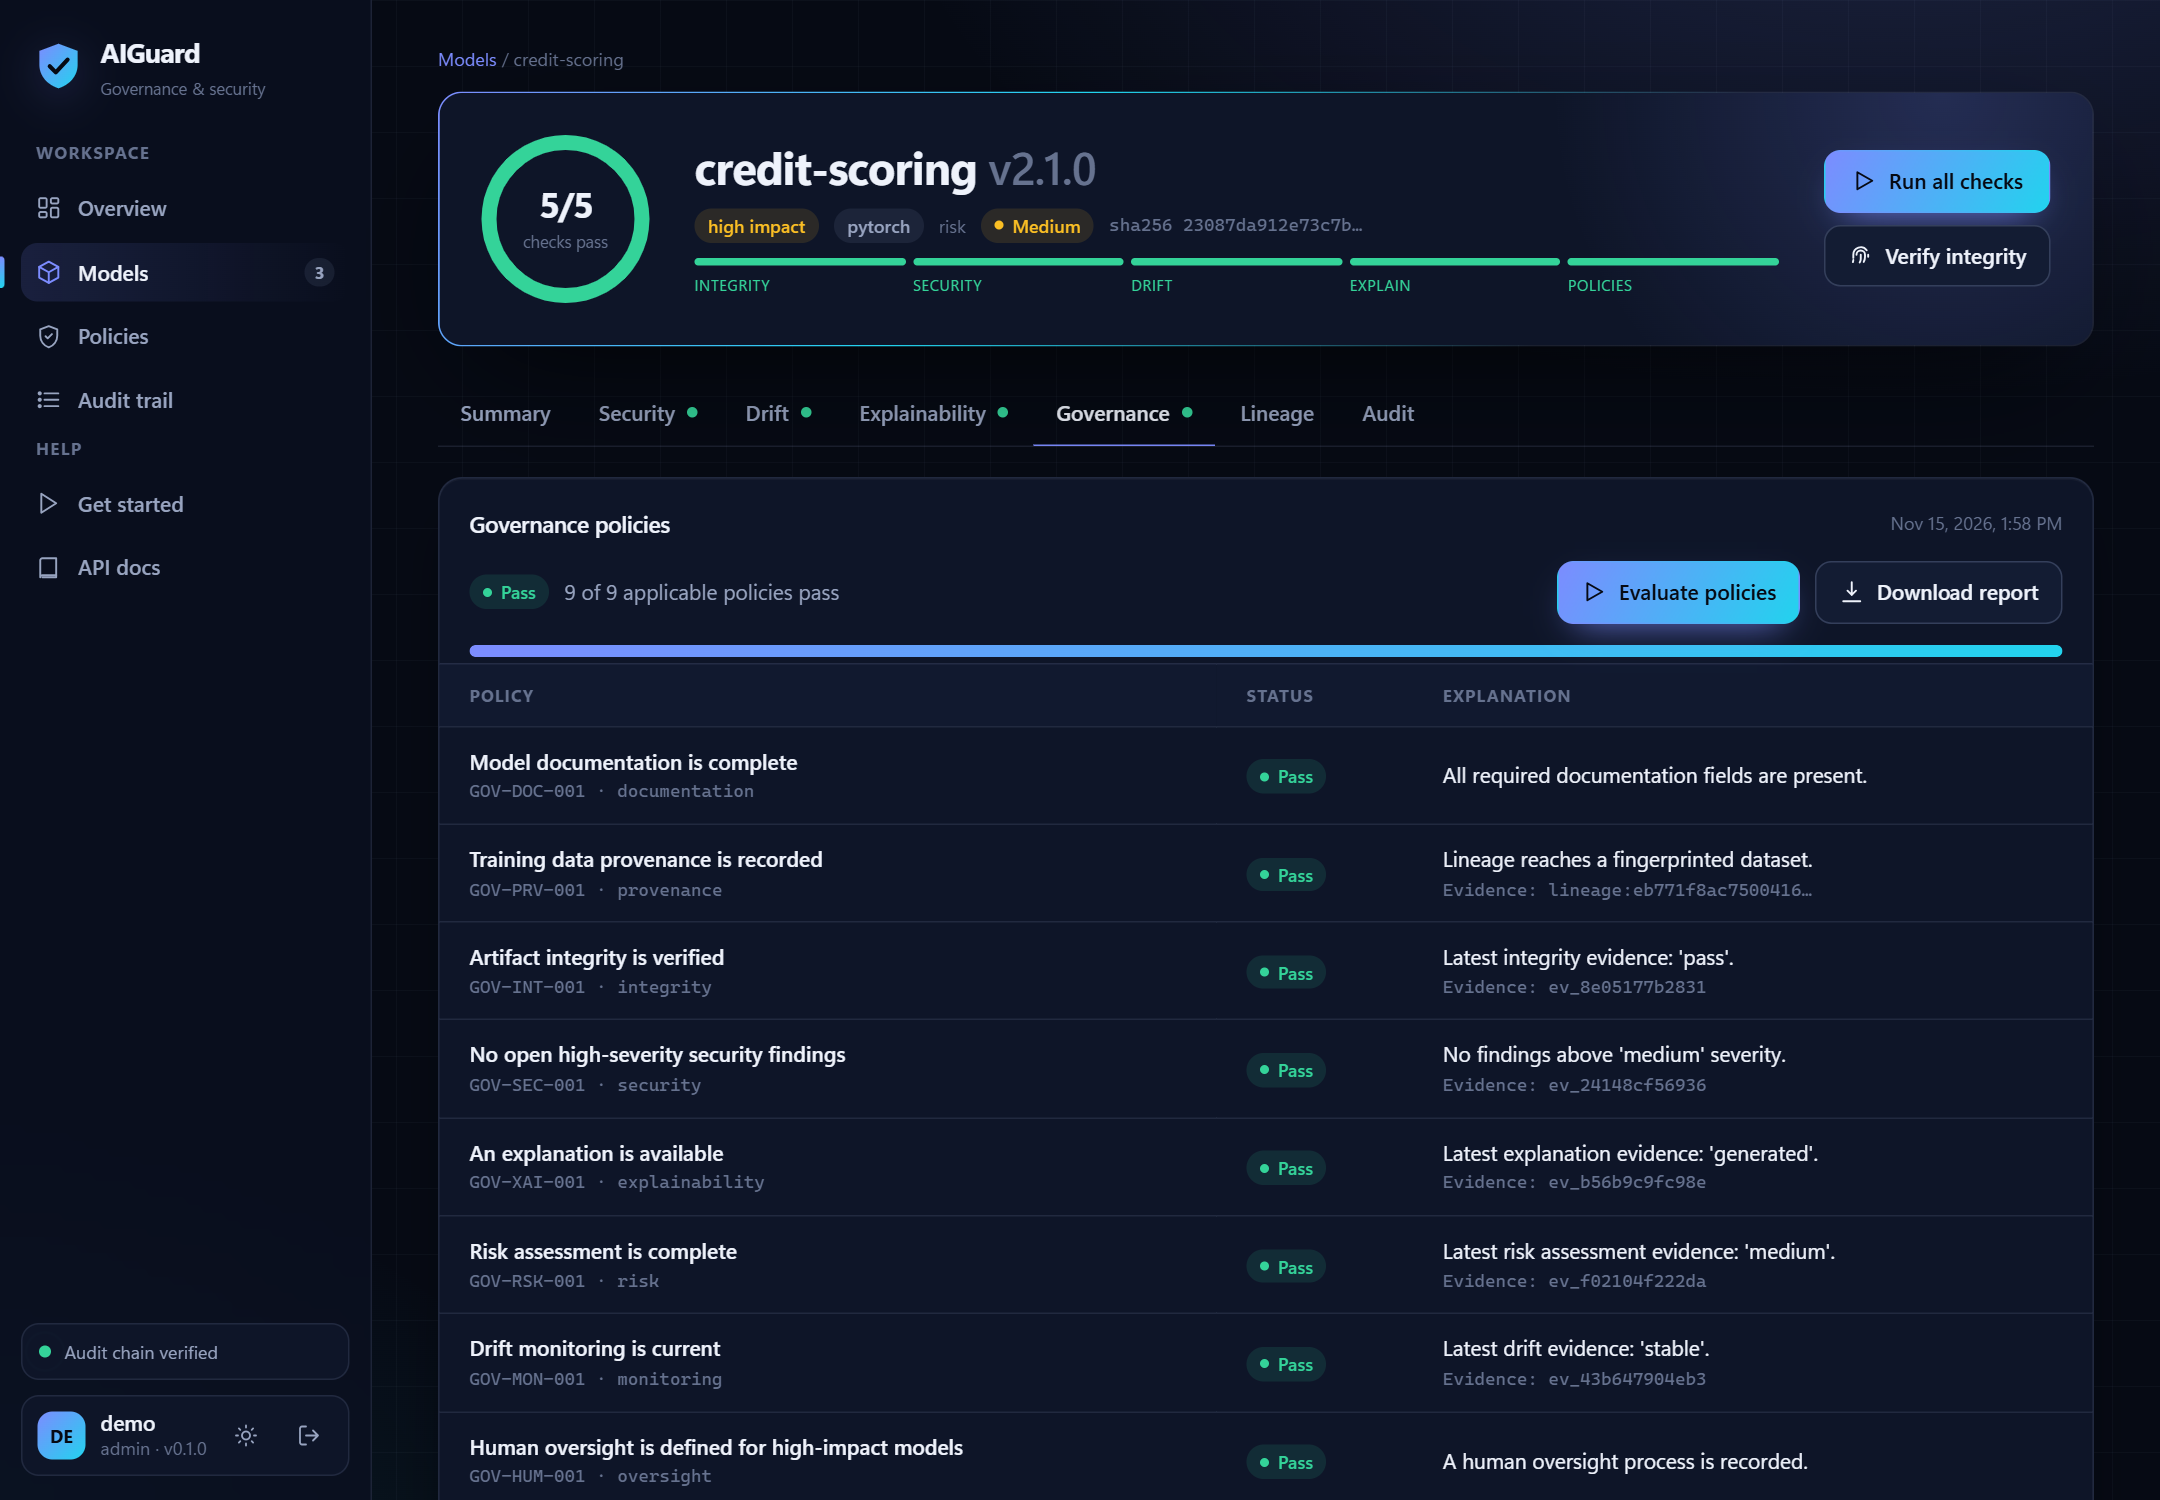 AIGuard
Governance & security
WORKSPACE
Overview
Models 3
Policies
Audit trail
HELP
Get started
API docs
Audit chain verified
DE
demo
admin · v0.1.0
Models / credit-scoring
5/5
checks pass
credit-scoring v2.1.0
high impact pytorch risk Medium sha256 23087da912e73c7b…
INTEGRITY SECURITY DRIFT EXPLAIN POLICIES
Run all checks
Verify integrity
Summary Security Drift Explainability Governance Lineage Audit
Governance policies
Nov 15, 2026, 1:58 PM
Pass 9 of 9 applicable policies pass
Evaluate policies
Download report
POLICY STATUS EXPLANATION
Model documentation is complete
GOV-DOC-001 · documentation
Pass
All required documentation fields are present.
Training data provenance is recorded
GOV-PRV-001 · provenance
Pass
Lineage reaches a fingerprinted dataset.
Evidence: lineage:eb771f8ac7500416…
Artifact integrity is verified
GOV-INT-001 · integrity
Pass
Latest integrity evidence: 'pass'.
Evidence: ev_8e05177b2831
No open high-severity security findings
GOV-SEC-001 · security
Pass
No findings above 'medium' severity.
Evidence: ev_24148cf56936
An explanation is available
GOV-XAI-001 · explainability
Pass
Latest explanation evidence: 'generated'.
Evidence: ev_b56b9c9fc98e
Risk assessment is complete
GOV-RSK-001 · risk
Pass
Latest risk assessment evidence: 'medium'.
Evidence: ev_f02104f222da
Drift monitoring is current
GOV-MON-001 · monitoring
Pass
Latest drift evidence: 'stable'.
Evidence: ev_43b647904eb3
Human oversight is defined for high-impact models
GOV-HUM-001 · oversight
Pass
A human oversight process is recorded.